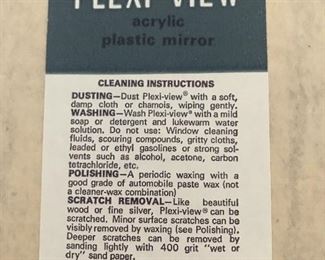 PLEXI-VIEW
acrylic
plastic mirror
CLEANING INSTRUCTIONS
DUSTING—Dust Plexi-view® with a soft,
damp cloth or chamois, wiping gently.
WASHING—Wash Plexi-view® with a mild
soap or detergent and lukewarm water
solution. Do not use: Window cleaning
fluids, scouring compounds, gritty cloths,
leaded or ethyl gasolines or strong sol-
vents such as alcohol, acetone, carbon
tetrachloride, etc.
POLISHING—A periodic waxing with a
good grade of automobile paste wax (not
a cleaner-wax combination)
SCRATCH REMOVAL—Like beautiful
wood or fine silver, Plexi-view® can be
scratched. Minor surface scratches can be
visibly removed by waxing (see Polishing).
Deeper scratches can be removed by
sanding lightly with 400 grit "wet or
dry" sand paper.